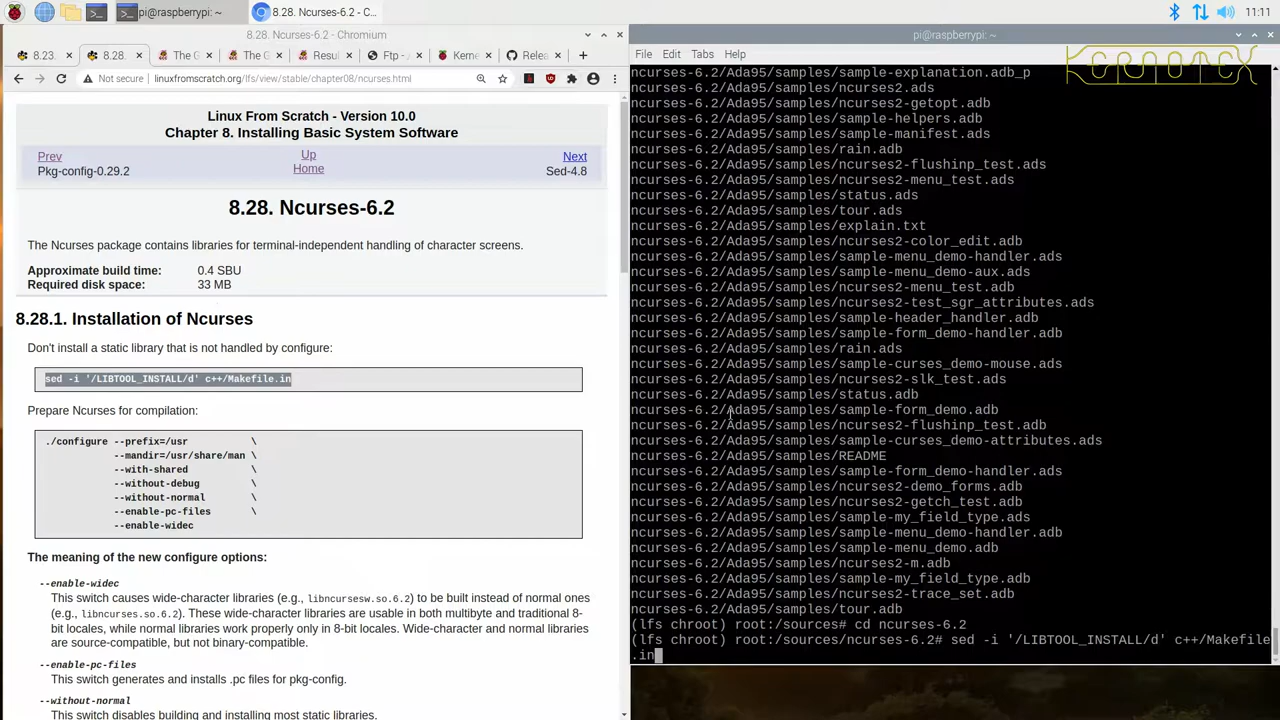 pi@raspberrypi: ~
8.28. Ncurses-6.2 - C...
11:11
8.28. Ncurses-6.2 - Chromium
8.23.
8.28.
The G
The G
Resul
Ftp - /
Kerne
Relea
Not secure | linuxfromscratch.org/lfs/view/stable/chapter08/ncurses.html
Linux From Scratch - Version 10.0
Chapter 8. Installing Basic System Software
Prev
Up
Next
Pkg-config-0.29.2
Home
Sed-4.8
8.28. Ncurses-6.2
The Ncurses package contains libraries for terminal-independent handling of character screens.
Approximate build time: 0.4 SBU
Required disk space: 33 MB
8.28.1. Installation of Ncurses
Don't install a static library that is not handled by configure:
sed -i '/LIBTOOL_INSTALL/d' c++/Makefile.in
Prepare Ncurses for compilation:
./configure --prefix=/usr \
--mandir=/usr/share/man \
--with-shared \
--without-debug \
--without-normal \
--enable-pc-files \
--enable-widec
The meaning of the new configure options:
--enable-widec
This switch causes wide-character libraries (e.g., libncursesw.so.6.2) to be built instead of normal ones
(e.g., libncurses.so.6.2). These wide-character libraries are usable in both multibyte and traditional 8-
bit locales, while normal libraries work properly only in 8-bit locales. Wide-character and normal libraries
are source-compatible, but not binary-compatible.
--enable-pc-files
This switch generates and installs .pc files for pkg-config.
--without-normal
This switch disables building and installing most static libraries.
pi@raspberrypi: ~
File Edit Tabs Help
KERNOTEX
ncurses-6.2/Ada95/samples/sample-explanation.adb_p
ncurses-6.2/Ada95/samples/ncurses2.ads
ncurses-6.2/Ada95/samples/ncurses2-getopt.adb
ncurses-6.2/Ada95/samples/sample-helpers.adb
ncurses-6.2/Ada95/samples/sample-manifest.ads
ncurses-6.2/Ada95/samples/rain.adb
ncurses-6.2/Ada95/samples/ncurses2-flushinp_test.ads
ncurses-6.2/Ada95/samples/ncurses2-menu_test.ads
ncurses-6.2/Ada95/samples/status.ads
ncurses-6.2/Ada95/samples/tour.ads
ncurses-6.2/Ada95/samples/explain.txt
ncurses-6.2/Ada95/samples/ncurses2-color_edit.adb
ncurses-6.2/Ada95/samples/sample-menu_demo-handler.ads
ncurses-6.2/Ada95/samples/sample-menu_demo-aux.ads
ncurses-6.2/Ada95/samples/ncurses2-menu_test.adb
ncurses-6.2/Ada95/samples/ncurses2-test_sgr_attributes.ads
ncurses-6.2/Ada95/samples/sample-header_handler.adb
ncurses-6.2/Ada95/samples/sample-form_demo-handler.adb
ncurses-6.2/Ada95/samples/rain.ads
ncurses-6.2/Ada95/samples/sample-curses_demo-mouse.ads
ncurses-6.2/Ada95/samples/ncurses2-slk_test.ads
ncurses-6.2/Ada95/samples/status.adb
ncurses-6.2/Ada95/samples/sample-form_demo.adb
ncurses-6.2/Ada95/samples/ncurses2-flushinp_test.adb
ncurses-6.2/Ada95/samples/sample-curses_demo-attributes.ads
ncurses-6.2/Ada95/samples/README
ncurses-6.2/Ada95/samples/sample-form_demo-handler.ads
ncurses-6.2/Ada95/samples/ncurses2-demo_forms.adb
ncurses-6.2/Ada95/samples/ncurses2-getch_test.adb
ncurses-6.2/Ada95/samples/sample-my_field_type.ads
ncurses-6.2/Ada95/samples/sample-menu_demo-handler.adb
ncurses-6.2/Ada95/samples/sample-menu_demo.adb
ncurses-6.2/Ada95/samples/ncurses2-m.adb
ncurses-6.2/Ada95/samples/sample-my_field_type.adb
ncurses-6.2/Ada95/samples/ncurses2-trace_set.adb
ncurses-6.2/Ada95/samples/tour.adb
(lfs chroot) root:/sources# cd ncurses-6.2
(lfs chroot) root:/sources/ncurses-6.2# sed -i '/LIBTOOL_INSTALL/d' c++/Makefile
.in